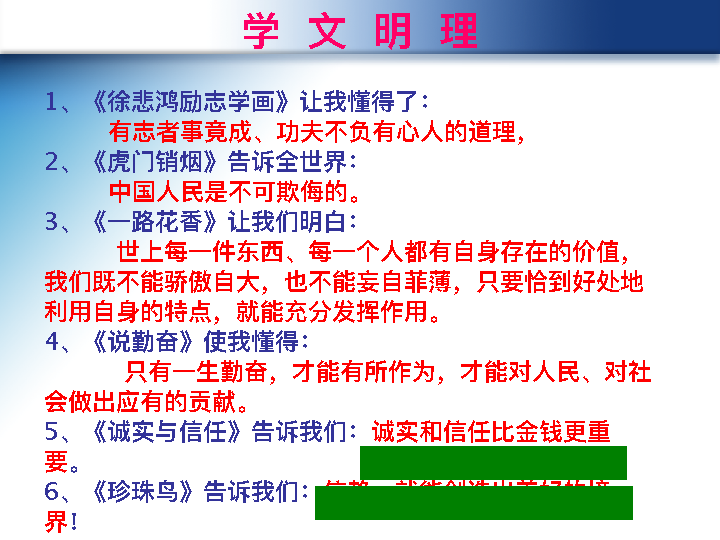 学 文 明 理
1、《徐悲鸿励志学画》让我懂得了：
有志者事竟成、功夫不负有心人的道理，
2、《虎门销烟》告诉全世界：
中国人民是不可欺侮的。
3、《一路花香》让我们明白：
世上每一件东西、每一个人都有自身存在的价值，
我们既不能骄傲自大，也不能妄自菲薄，只要恰到好处地
利用自身的特点，就能充分发挥作用。
4、《说勤奋》使我懂得：
只有一生勤奋，才能有所作为，才能对人民、对社
会做出应有的贡献。
5、《诚实与信任》告诉我们：诚实和信任比金钱更重
要。
6、《珍珠鸟》告诉我们：
界！